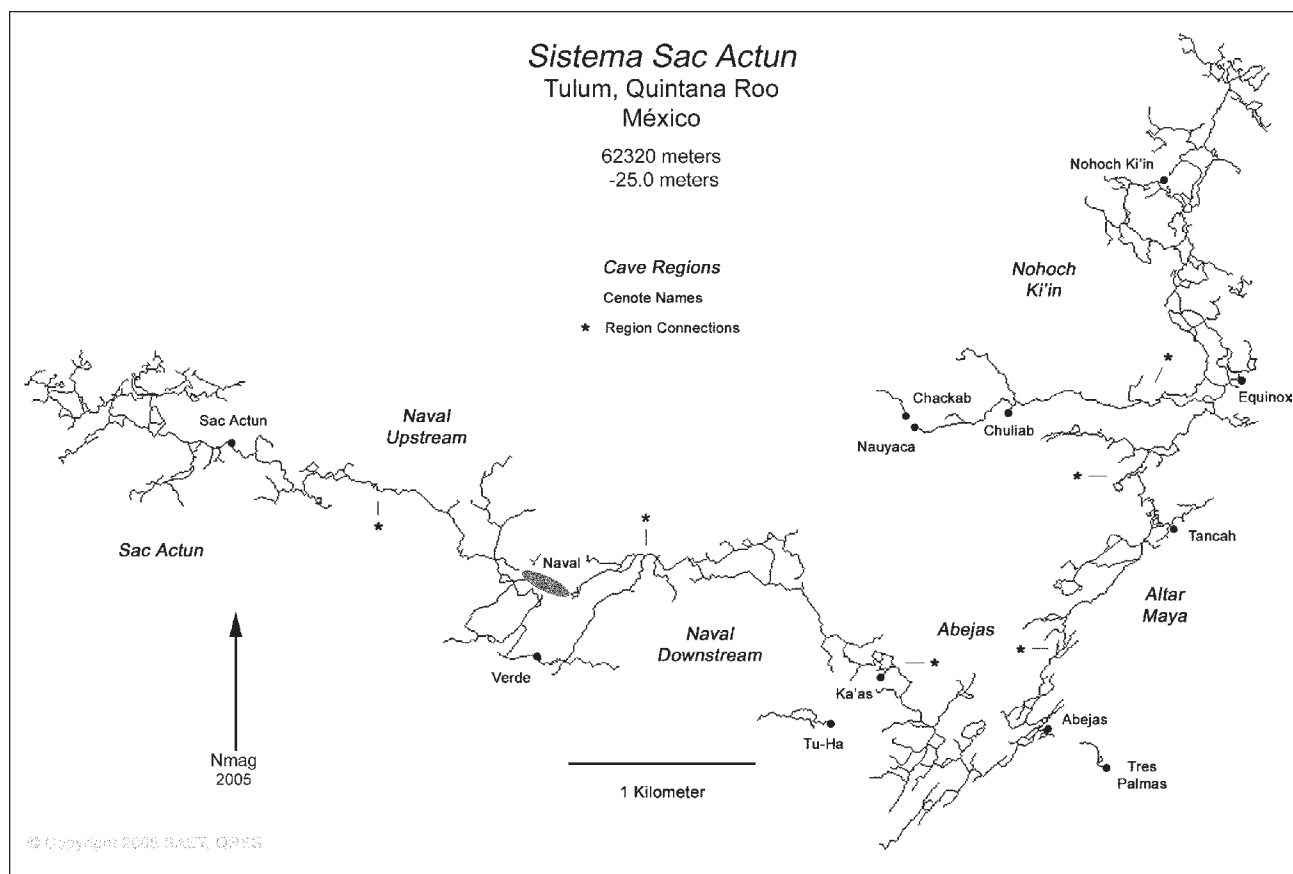 Sistema Sac Actun
Tulum, Quintana Roo
México
62320 meters
-25.0 meters
Cave Regions
Cenote Names
* Region Connections
Nohoch Ki'in
Nohoch
Ki'in
*
Equinox
Chackab
Nauyaca
Chuliab
*
Sac Actun
Naval
Upstream
*
Sac Actun
*
Naval
Verde
Naval
Downstream
Tancah
Altar
Maya
Abejas
*
*
Ka'as
Tu-Ha
Abejas
Tres
Palmas
Nmag
2005
1 Kilometer
© Copyright 2005